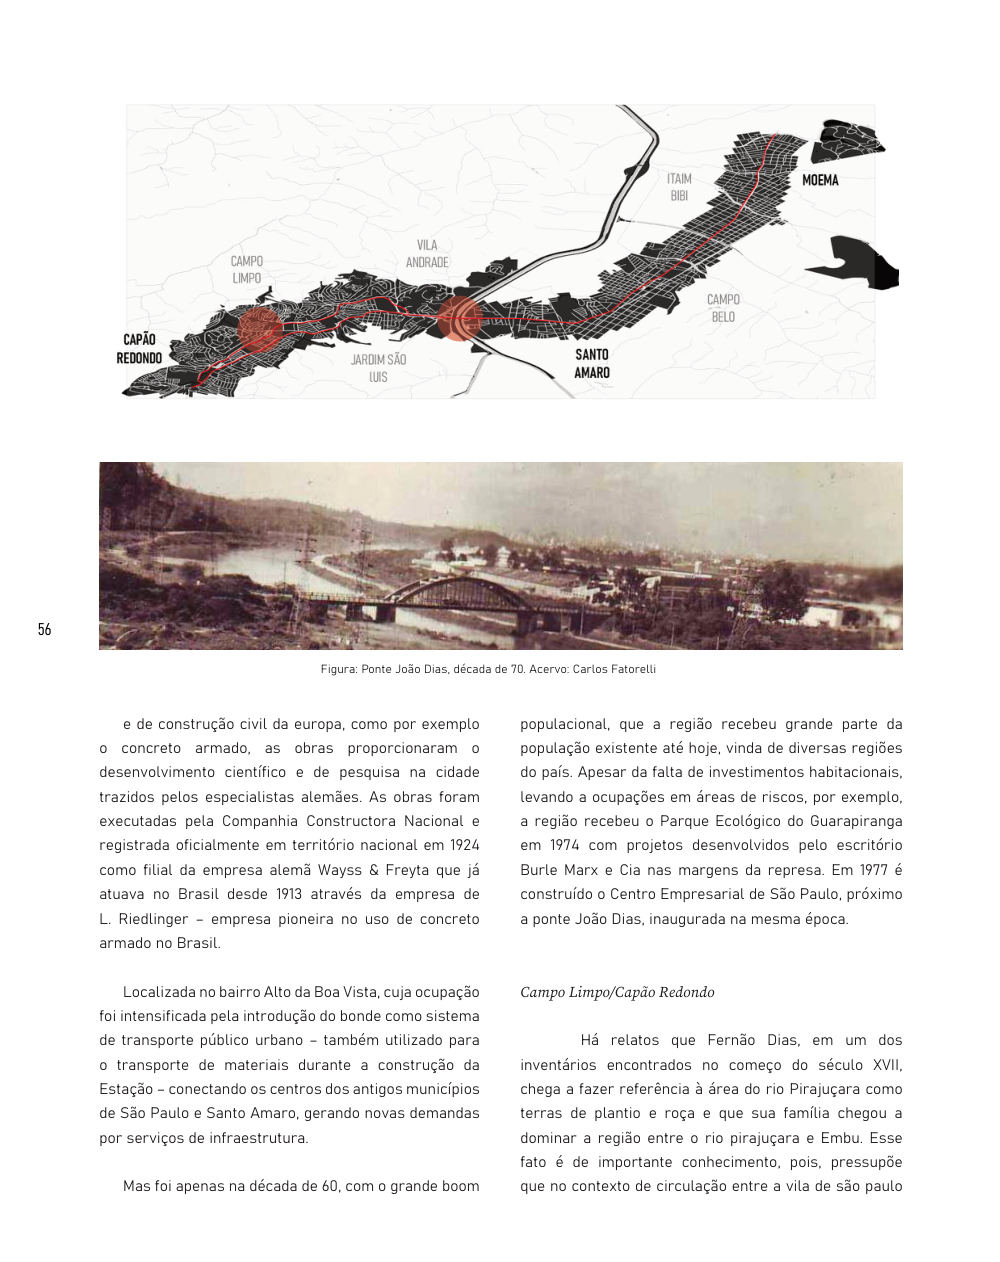 ITAIM
BIBI
MOEMA
VILA
ANDRADE
CAMPO
LIMPO
CAMPO
BELO
CAPÃO
REDONDO
JARDIM SÃO
lUIS
SANTO
AMARO
56
Figura: Ponte João Dias, década de 70. Acervo: Carlos Fatorelli
e de construção civil da europa, como por exemplo
o concreto armado, as obras proporcionaram o
desenvolvimento científico e de pesquisa na cidade
trazidos pelos especialistas alemães. As obras foram
executadas pela Companhia Constructora Nacional e
registrada oficialmente em território nacional em 1924
como filial da empresa alemã Wayss & Freyta que já
atuava no Brasil desde 1913 através da empresa de
L. Riedlinger – empresa pioneira no uso de concreto
armado no Brasil.
Localizada no bairro Alto da Boa Vista, cuja ocupação
foi intensificada pela introdução do bonde como sistema
de transporte público urbano – também utilizado para
o transporte de materiais durante a construção da
Estação – conectando os centros dos antigos municípios
de São Paulo e Santo Amaro, gerando novas demandas
por serviços de infraestrutura.
Mas foi apenas na década de 60, com o grande boom
populacional, que a região recebeu grande parte da
população existente até hoje, vinda de diversas regiões
do país. Apesar da falta de investimentos habitacionais,
levando a ocupações em áreas de riscos, por exemplo,
a região recebeu o Parque Ecológico do Guarapiranga
em 1974 com projetos desenvolvidos pelo escritório
Burle Marx e Cia nas margens da represa. Em 1977 é
construído o Centro Empresarial de São Paulo, próximo
a ponte João Dias, inaugurada na mesma época.
Campo Limpo/Capão Redondo
Há relatos que Fernão Dias, em um dos
inventários encontrados no começo do século XVII,
chega a fazer referência à área do rio Pirajuçara como
terras de plantio e roça e que sua família chegou a
dominar a região entre o rio pirajuçara e Embu. Esse
fato é de importante conhecimento, pois, pressupõe
que no contexto de circulação entre a vila de são paulo